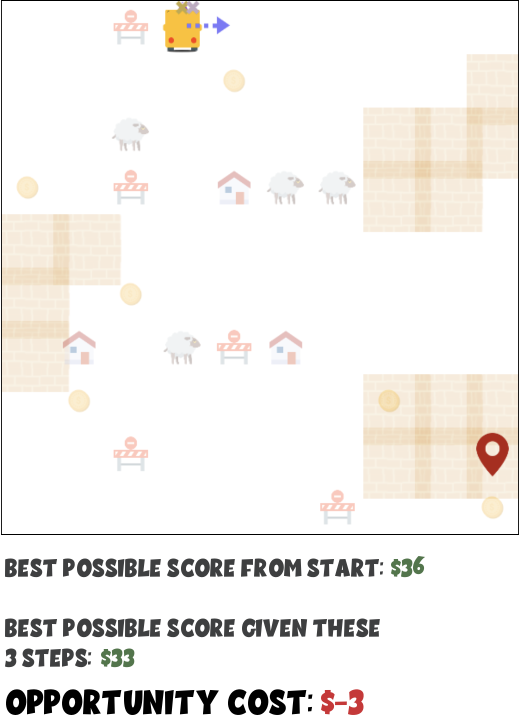 BEST POSSIBLE SCORE FROM START: $36
BEST POSSIBLE SCORE GIVEN THESE
3 STEPS: $33
OPPORTUNITY COST: $-3